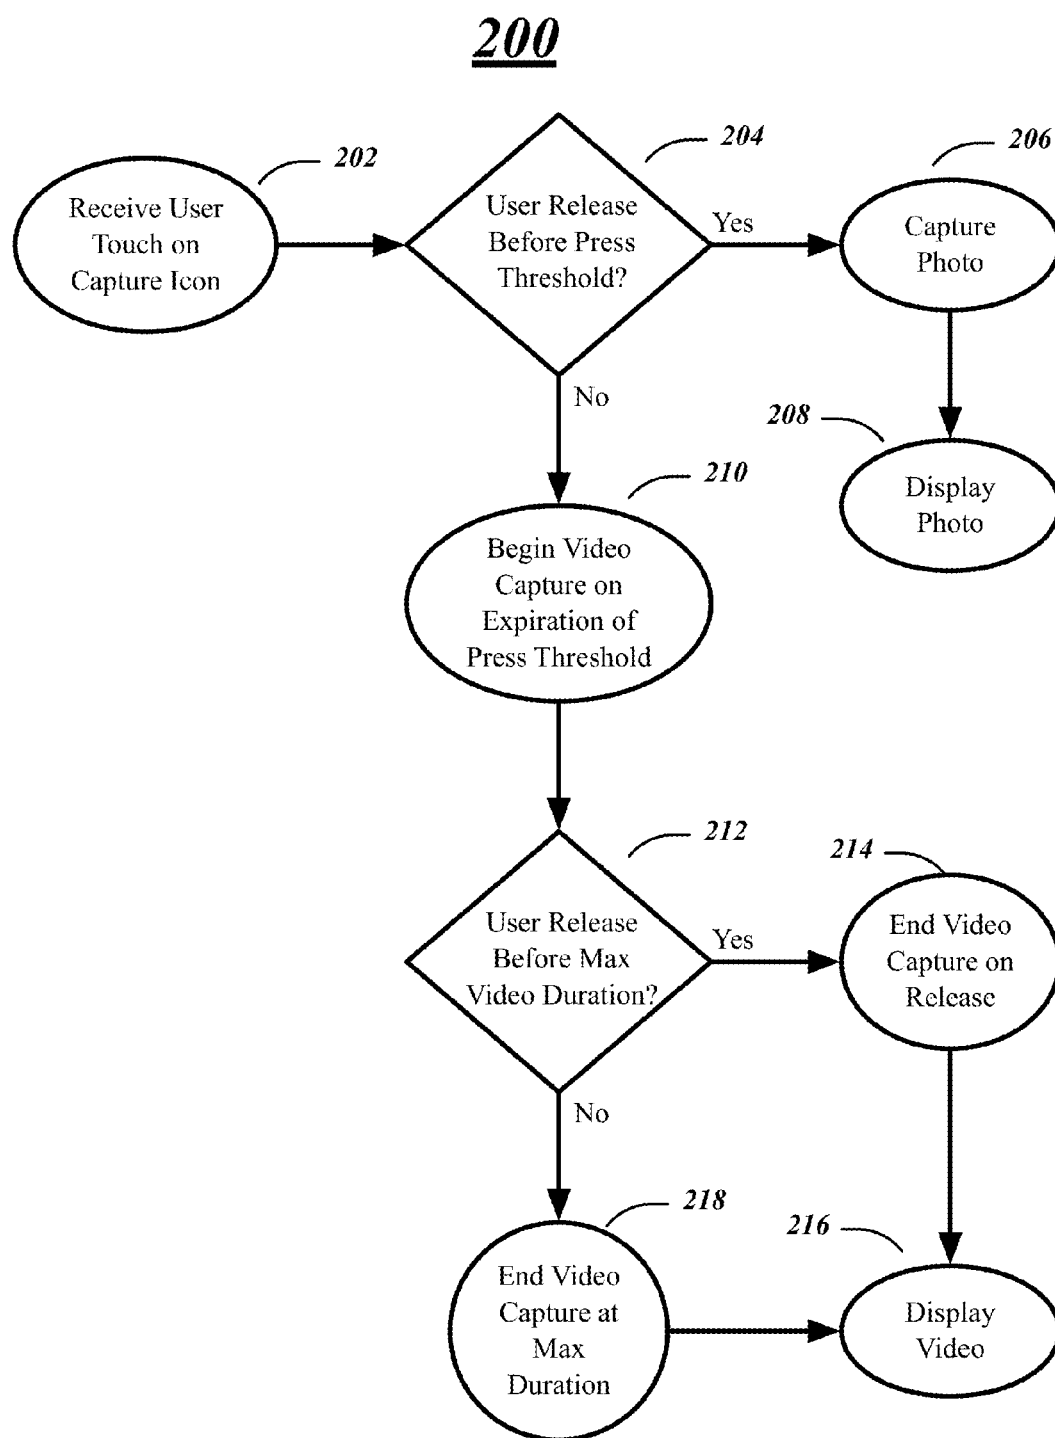 200
202
Receive User
Touch on
Capture Icon
204
User Release
Before Press
Threshold?
Yes
206
Capture
Photo
No
208
Display
Photo
210
Begin Video
Capture on
Expiration of
Press Threshold
212
User Release
Before Max
Video Duration?
Yes
214
End Video
Capture on
Release
No
218
End Video
Capture at
Max
Duration
216
Display
Video